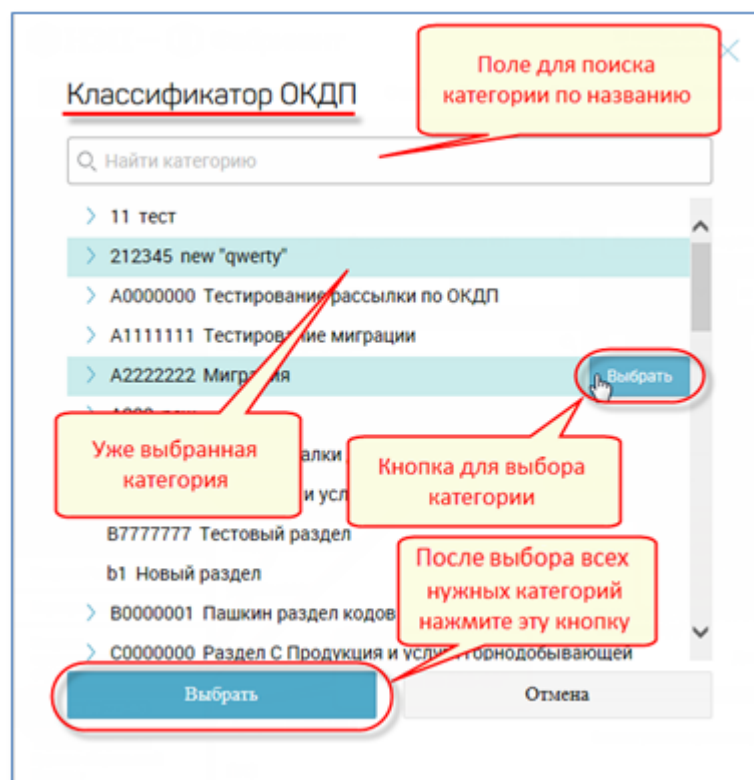 Поле для поиска
категории по названию
Классификатор ОКДП
Найти категорию
11 тест
212345 new "qwerty"
A0000000 Тестирование рассылки по ОКДП
A1111111 Тестирование миграции
A2222222 Миграция
Выбрать
Уже выбранная
категория
алки
Кнопка для выбора
категории
и усл
B7777777 Тестовый раздел
b1 Новый раздел
После выбора всех
нужных категорий
нажмите эту кнопку
B0000001 Пашкин раздел кодов
C0000000 Раздел C Продукция и услуги горнодобывающей
Выбрать
Отмена